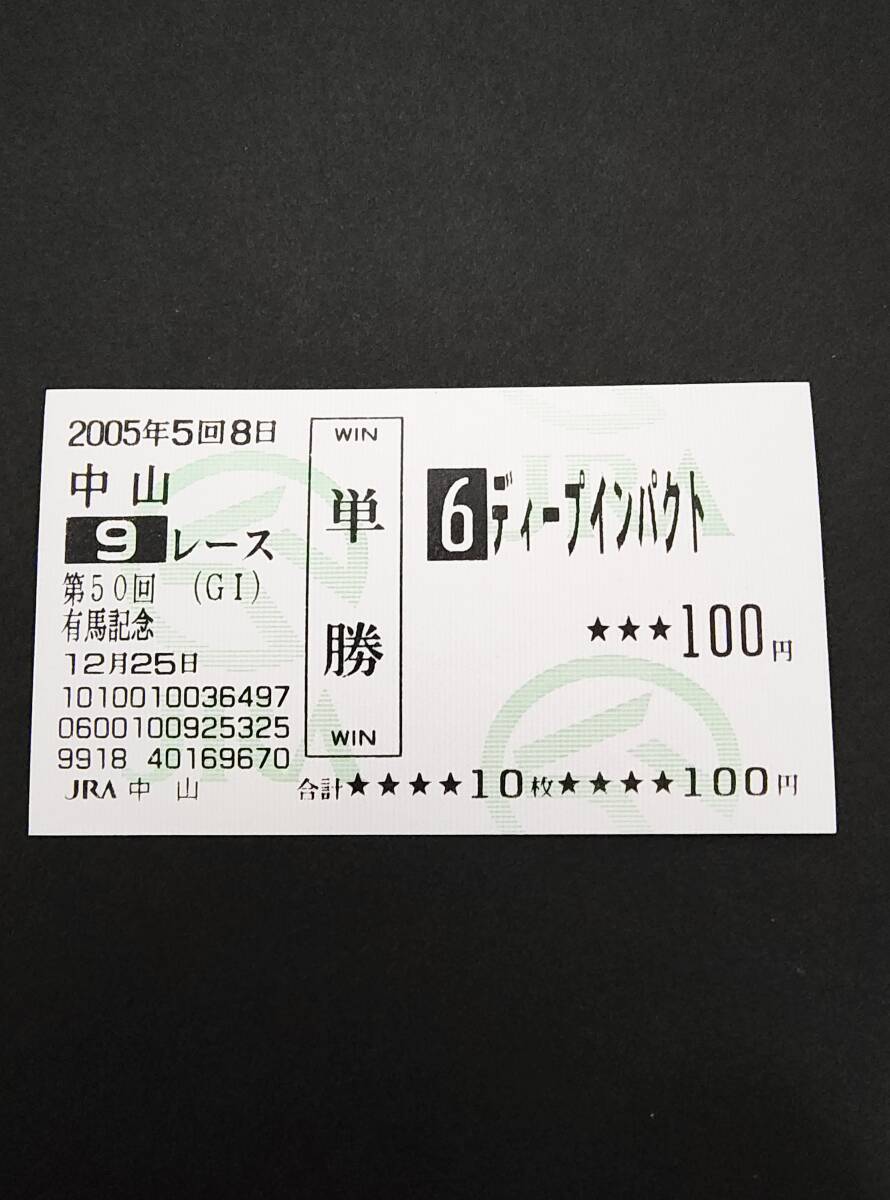 2005年5回8日
中山
9レース
第50回 (GI)
有馬記念
12月25日
1010010036497
0600100925325
9918 40169670
JRA 中 山
WIN
単勝
WIN
6ディープインパクト
★★★100円
合計★★★★10枚★★★★100円
JRA
JRA